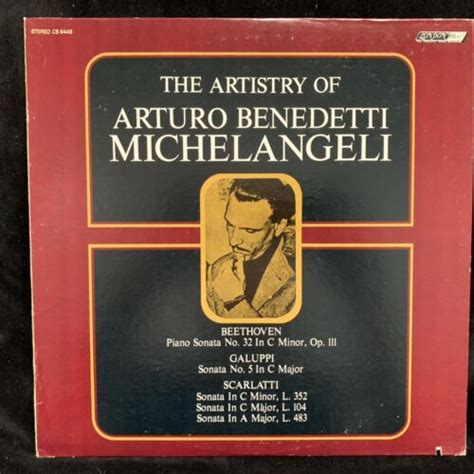 STEREO CS 6446
LONDON
THE ARTISTRY OF
ARTURO BENEDETTI
MICHELANGELI
BEETHOVEN
Piano Sonata No. 32 In C Minor, Op. 111
GALUPPI
Sonata No. 5 In C Major
SCARLATTI
Sonata In C Minor, L. 352
Sonata In C Major, L. 104
Sonata In A Major, L. 483